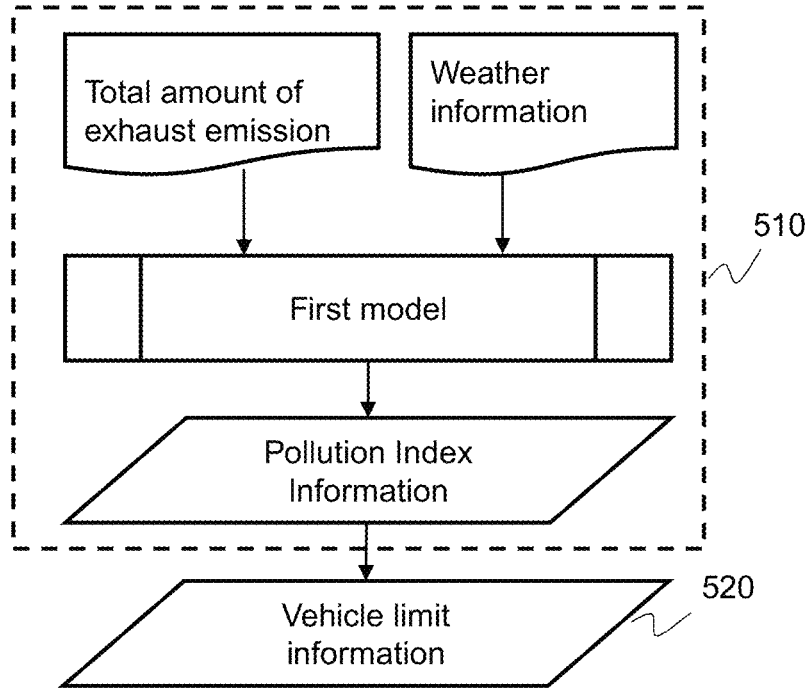 Total amount of
exhaust emission
Weather
information
510
First model
Pollution Index
Information
520
Vehicle limit
information